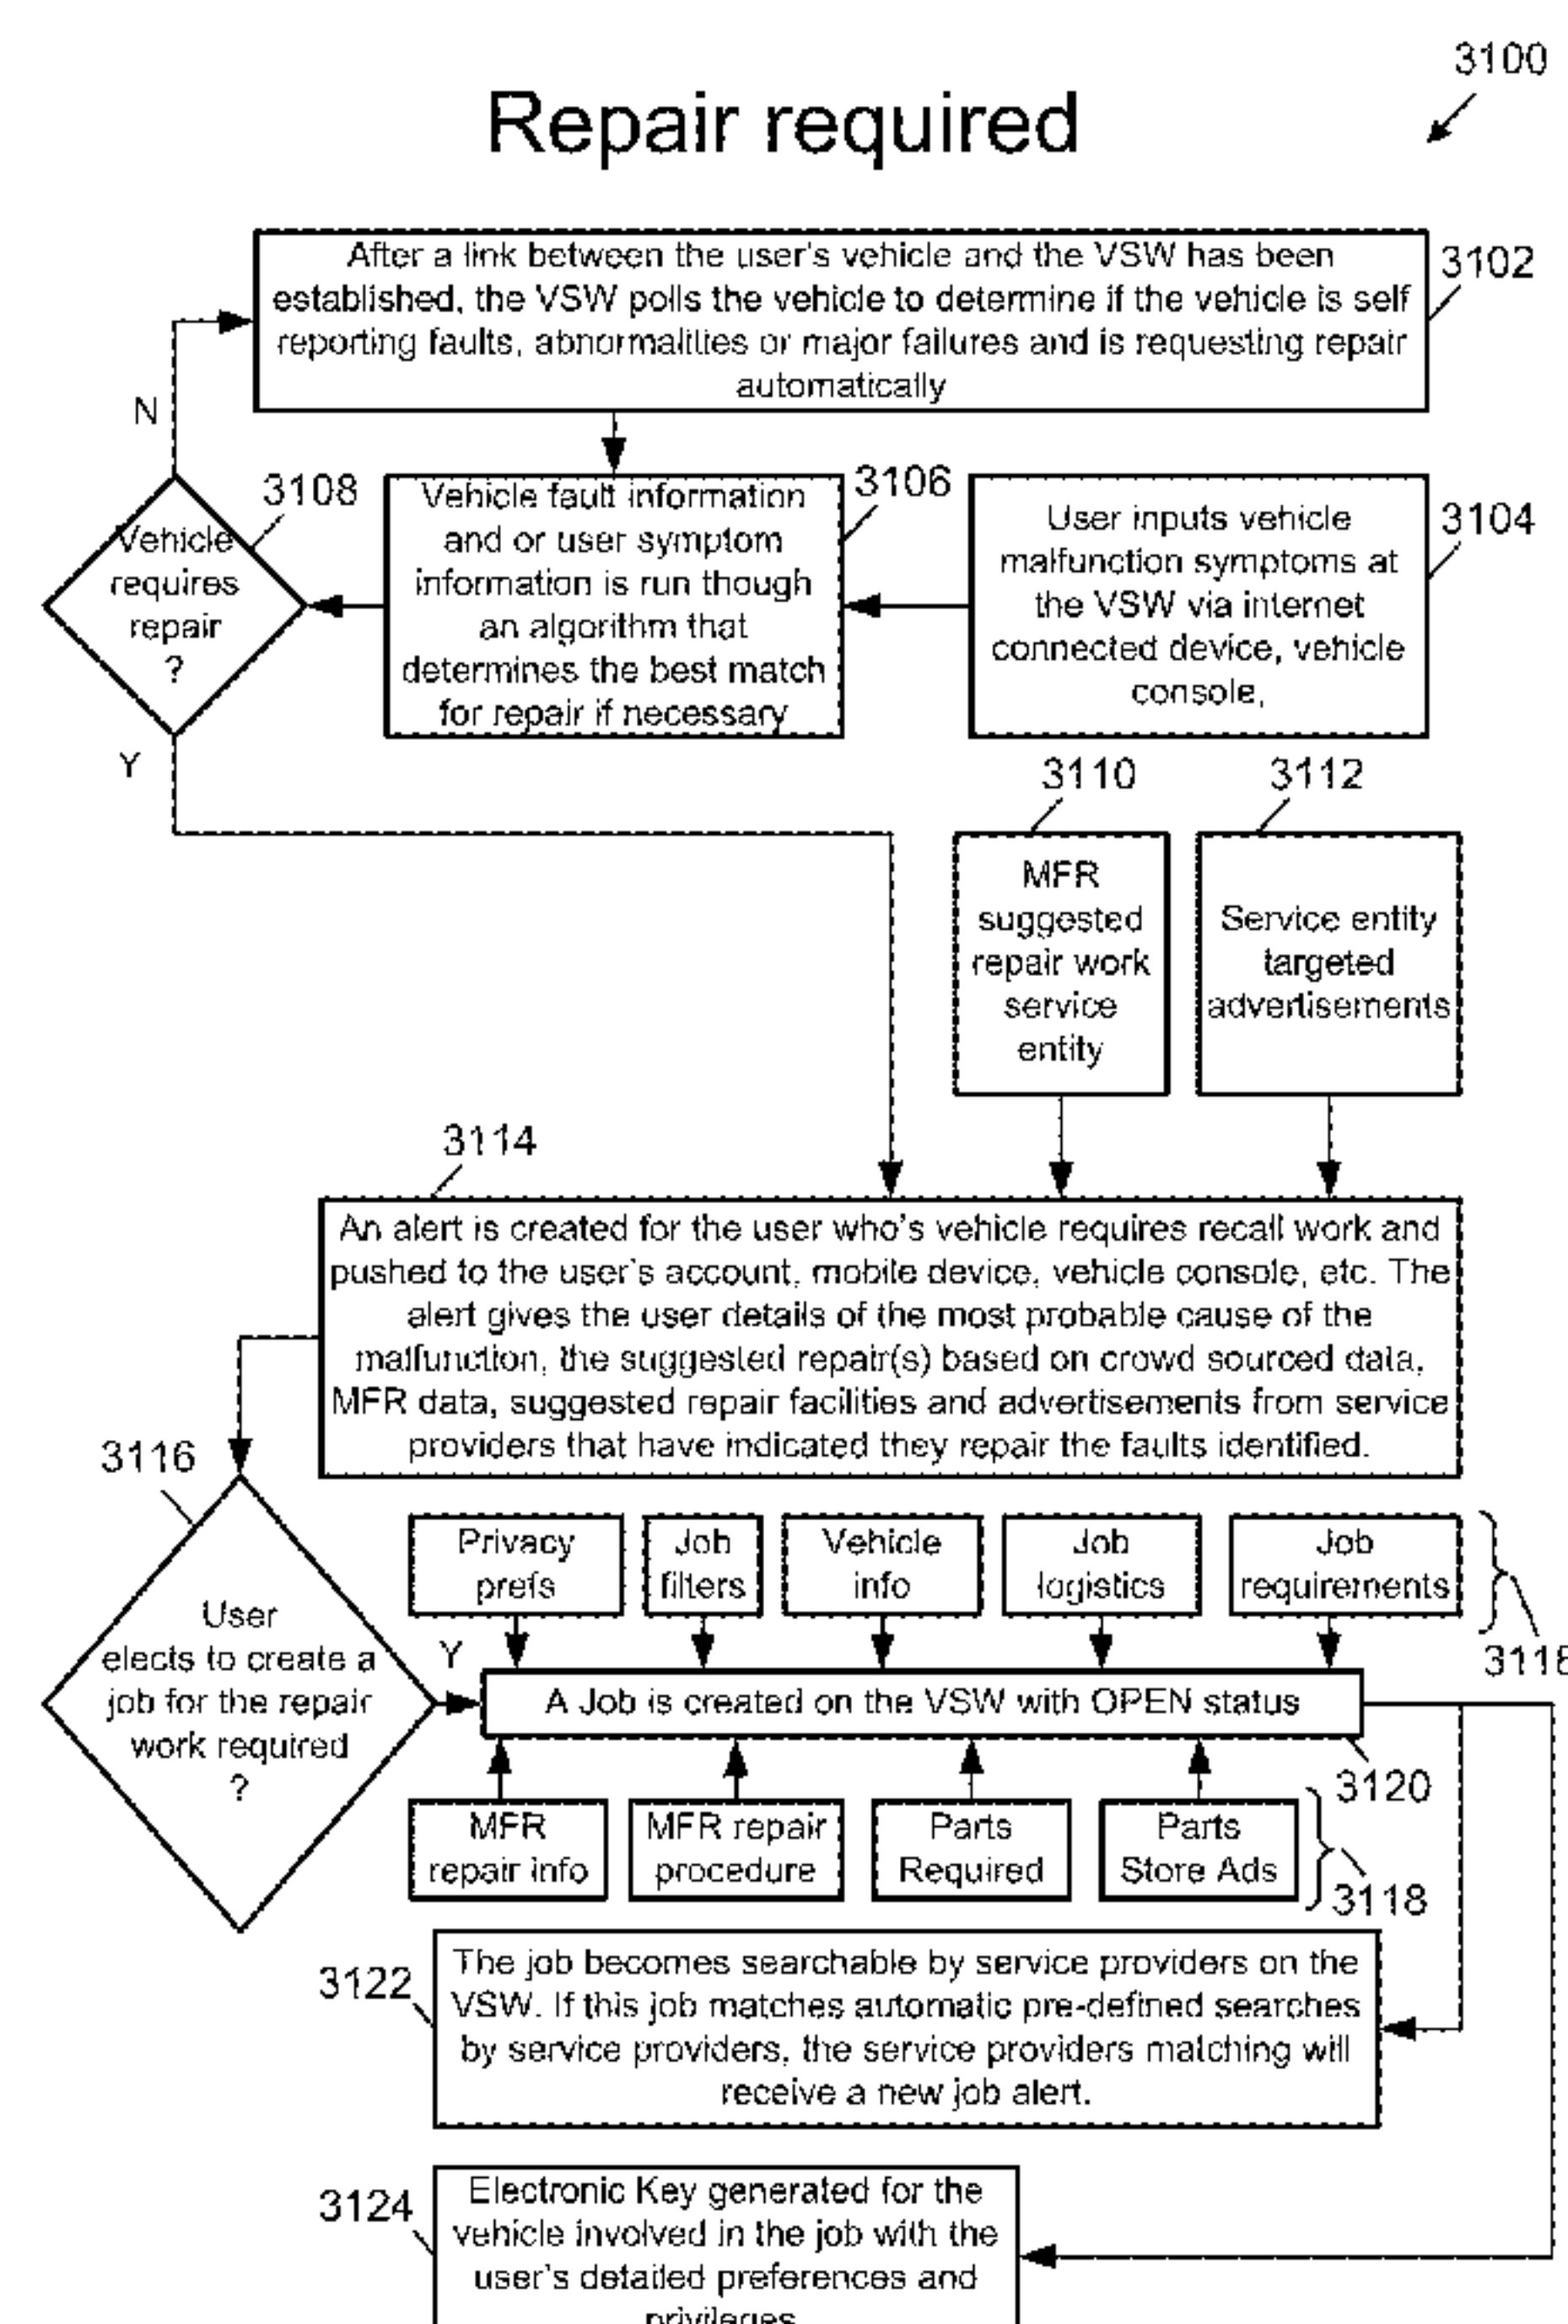 3100
Repair required
After a link between the user's vehicle and the VSW has been
established, the VSW polls the vehicle to determine if the vehicle is self
reporting faults, abnormalities or major failures and is requesting repair
automatically
3102
N
3108
Vehicle
requires
repair
?
Y
3106
Vehicle fault information
and or user symptom
information is run though
an algorithm that
determines the best match
for repair if necessary
3104
User inputs vehicle
malfunction symptoms at
the VSW via internet
connected device, vehicle
console,
3110
MFR
suggested
repair work
service
entity
3112
Service entity
targeted
advertisements
3114
An alert is created for the user who's vehicle requires recall work and
pushed to the user's account, mobile device, vehicle console, etc. The
alert gives the user details of the most probable cause of the
malfunction, the suggested repair(s) based on crowd sourced data,
MFR data, suggested repair facilities and advertisements from service
providers that have indicated they repair the faults identified.
3116
User
elects to create a
job for the repair
work required
?
Y
Privacy
prefs
Job
filters
Vehicle
info
Job
logistics
Job
requirements
3118
A Job is created on the VSW with OPEN status
3120
MFR
repair info
MFR repair
procedure
Parts
Required
Parts
Store Ads
3118
3122
The job becomes searchable by service providers on the
VSW. If this job matches automatic pre-defined searches
by service providers, the service providers matching will
receive a new job alert.
3124
Electronic Key generated for the
vehicle involved in the job with the
user's detailed preferences and
privileges